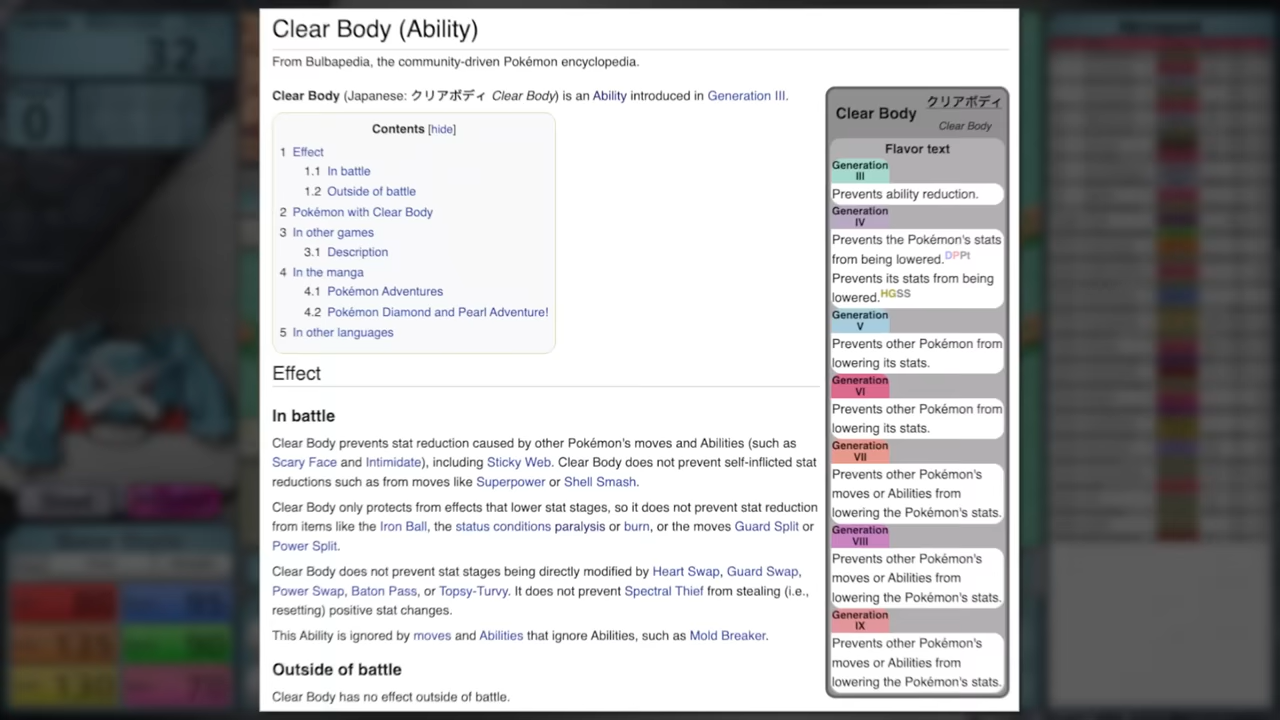 Clear Body (Ability)
From Bulbapedia, the community-driven Pokémon encyclopedia.
Clear Body (Japanese: クリアボディ Clear Body) is an Ability introduced in Generation III.
Contents [hide]
1 Effect
1.1 In battle
1.2 Outside of battle
2 Pokémon with Clear Body
3 In other games
3.1 Description
4 In the manga
4.1 Pokémon Adventures
4.2 Pokémon Diamond and Pearl Adventure!
5 In other languages
Effect
In battle
Clear Body prevents stat reduction caused by other Pokémon's moves and Abilities (such as
Scary Face and Intimidate), including Sticky Web. Clear Body does not prevent self-inflicted stat
reductions such as from moves like Superpower or Shell Smash.
Clear Body only protects from effects that lower stat stages, so it does not prevent stat reduction
from items like the Iron Ball, the status conditions paralysis or burn, or the moves Guard Split or
Power Split.
Clear Body does not prevent stat stages being directly modified by Heart Swap, Guard Swap,
Power Swap, Baton Pass, or Topsy-Turvy. It does not prevent Spectral Thief from stealing (i.e.,
resetting) positive stat changes.
This Ability is ignored by moves and Abilities that ignore Abilities, such as Mold Breaker.
Outside of battle
Clear Body has no effect outside of battle.
Clear Body
クリアボディ
Clear Body
Flavor text
Generation
III
Prevents ability reduction.
Generation
IV
Prevents the Pokémon's stats
from being lowered.DPPt
Prevents its stats from being
lowered.HGSS
Generation
V
Prevents other Pokémon from
lowering its stats.
Generation
VI
Prevents other Pokémon from
lowering its stats.
Generation
VII
Prevents other Pokémon's
moves or Abilities from
lowering the Pokémon's stats.
Generation
VIII
Prevents other Pokémon's
moves or Abilities from
lowering the Pokémon's stats.
Generation
IX
Prevents other Pokémon's
moves or Abilities from
lowering the Pokémon's stats.
32
0